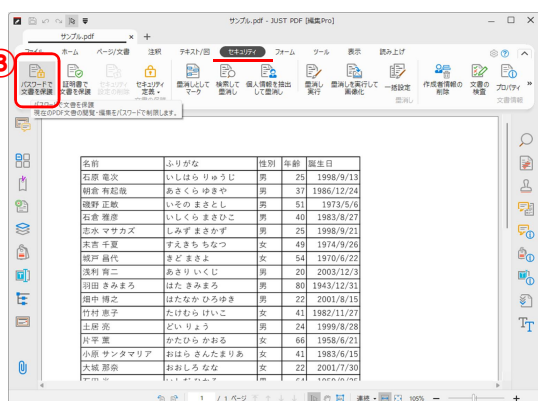 サンプル.pdf - JUST PDF [編集Pro]
サンプル.pdf × +
ファイル ホーム ページ/文書 注釈 テキスト/図 セキュリティ フォーム ツール 表示 読み上げ
パスワードで文書を保護 証明書で文書を保護 セキュリティ定義 墨消しとしてマーク 検索して墨消し 個人情報を抽出して墨消し 墨消し実行 墨消しを実行して画像化 一括設定 作成者情報の削除 文書の検査 プロパティ
墨消し 文書情報
パスワードで文書を保護
現在のPDF文書の閲覧・編集をパスワードで制限します。
名前 ふりがな 性別 年齢 誕生日
石原 竜次 いしはら りゅうじ 男 25 1998/9/13
朝倉 有起哉 あさくら ゆきや 男 37 1986/12/24
磯野 正敏 いその まさとし 男 51 1973/5/6
石倉 雅彦 いしくら まさひこ 男 40 1983/8/27
志水 マサカズ しみず まさかず 男 25 1998/9/21
末吉 千夏 すえきち ちなつ 女 49 1974/9/26
城戸 昌代 きど まさよ 女 54 1970/6/22
浅利 育二 あさり いくじ 男 20 2003/12/3
羽田 きみまろ はた きみまろ 男 80 1943/12/31
畑中 博之 はたなか ひろゆき 男 22 2001/8/15
竹村 恵子 たけむら けいこ 女 41 1982/11/27
土居 亮 どい りょう 男 24 1999/8/28
片平 薫 かたひら かおる 女 66 1958/6/21
小原 サンタマリア おはら さんたまりあ 女 41 1983/6/15
大城 那奈 おおしろ なな 女 22 2001/7/30
1 / 1 ページ 連続 105% − +